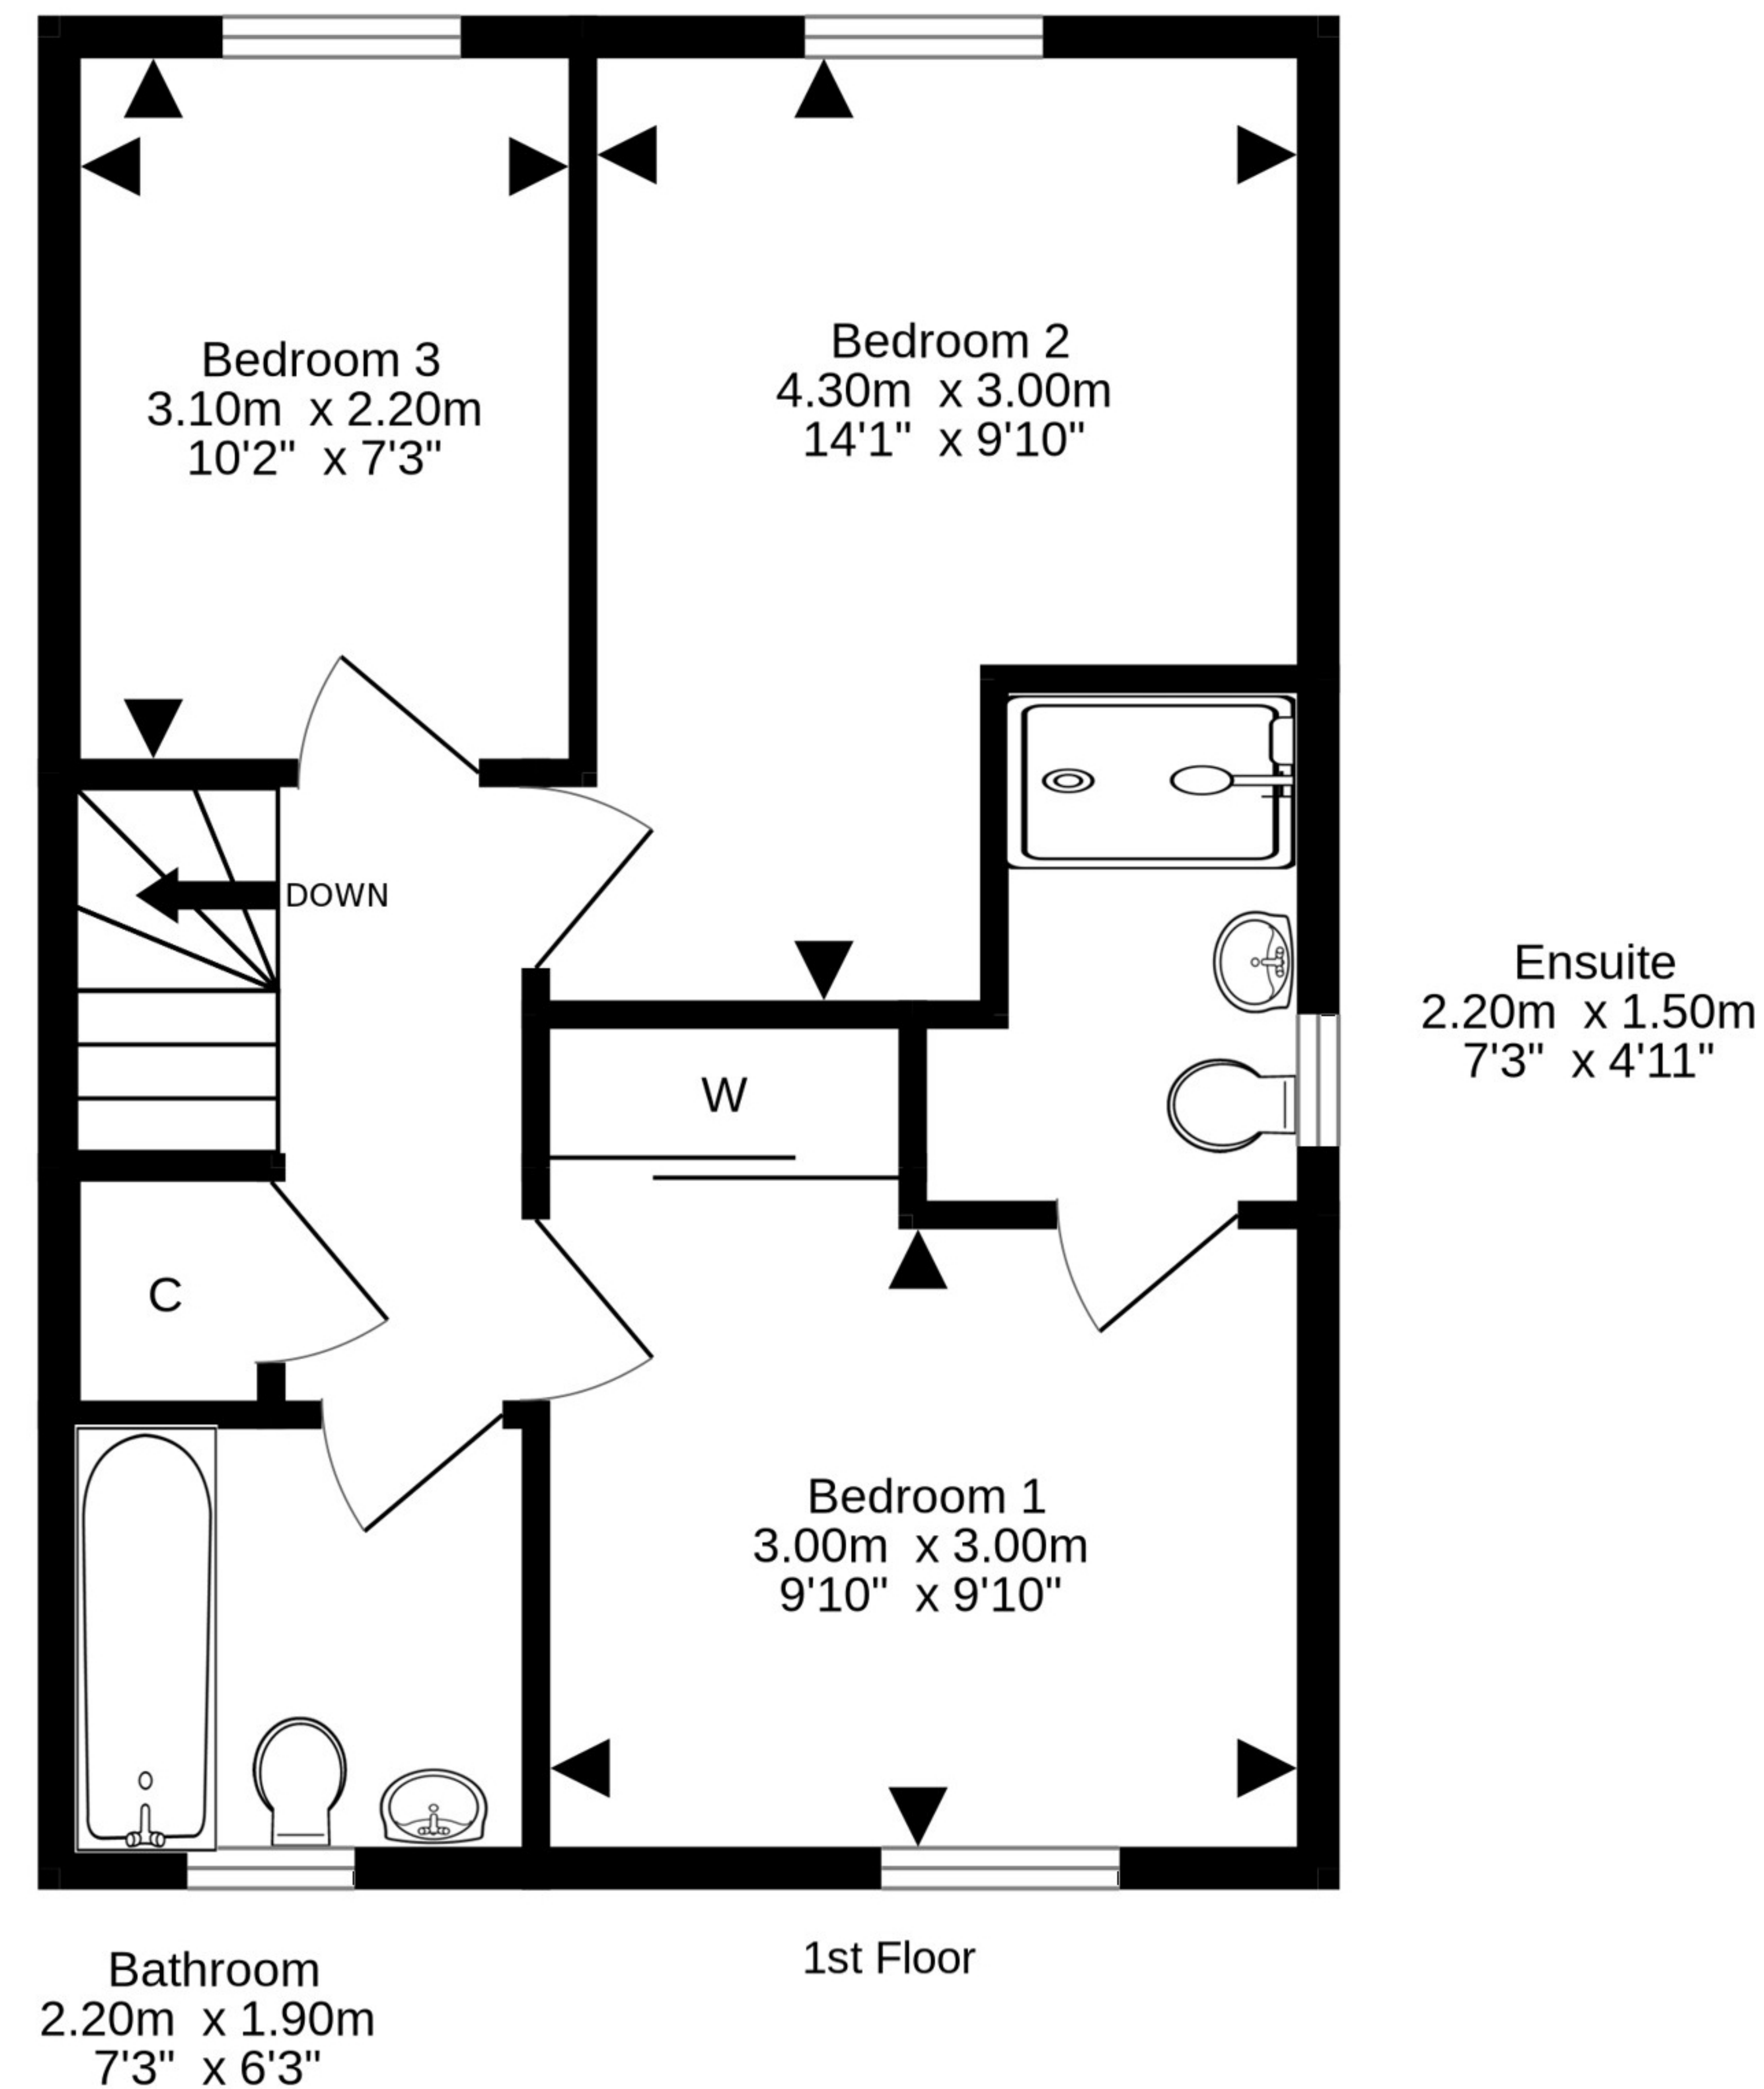 Bedroom 3
3.10m x 2.20m
10'2" x 7'3"
Bedroom 2
4.30m x 3.00m
14'1" x 9'10"
DOWN
Ensuite
2.20m x 1.50m
7'3" x 4'11"
W
C
Bedroom 1
3.00m x 3.00m
9'10" x 9'10"
1st Floor
Bathroom
2.20m x 1.90m
7'3" x 6'3"